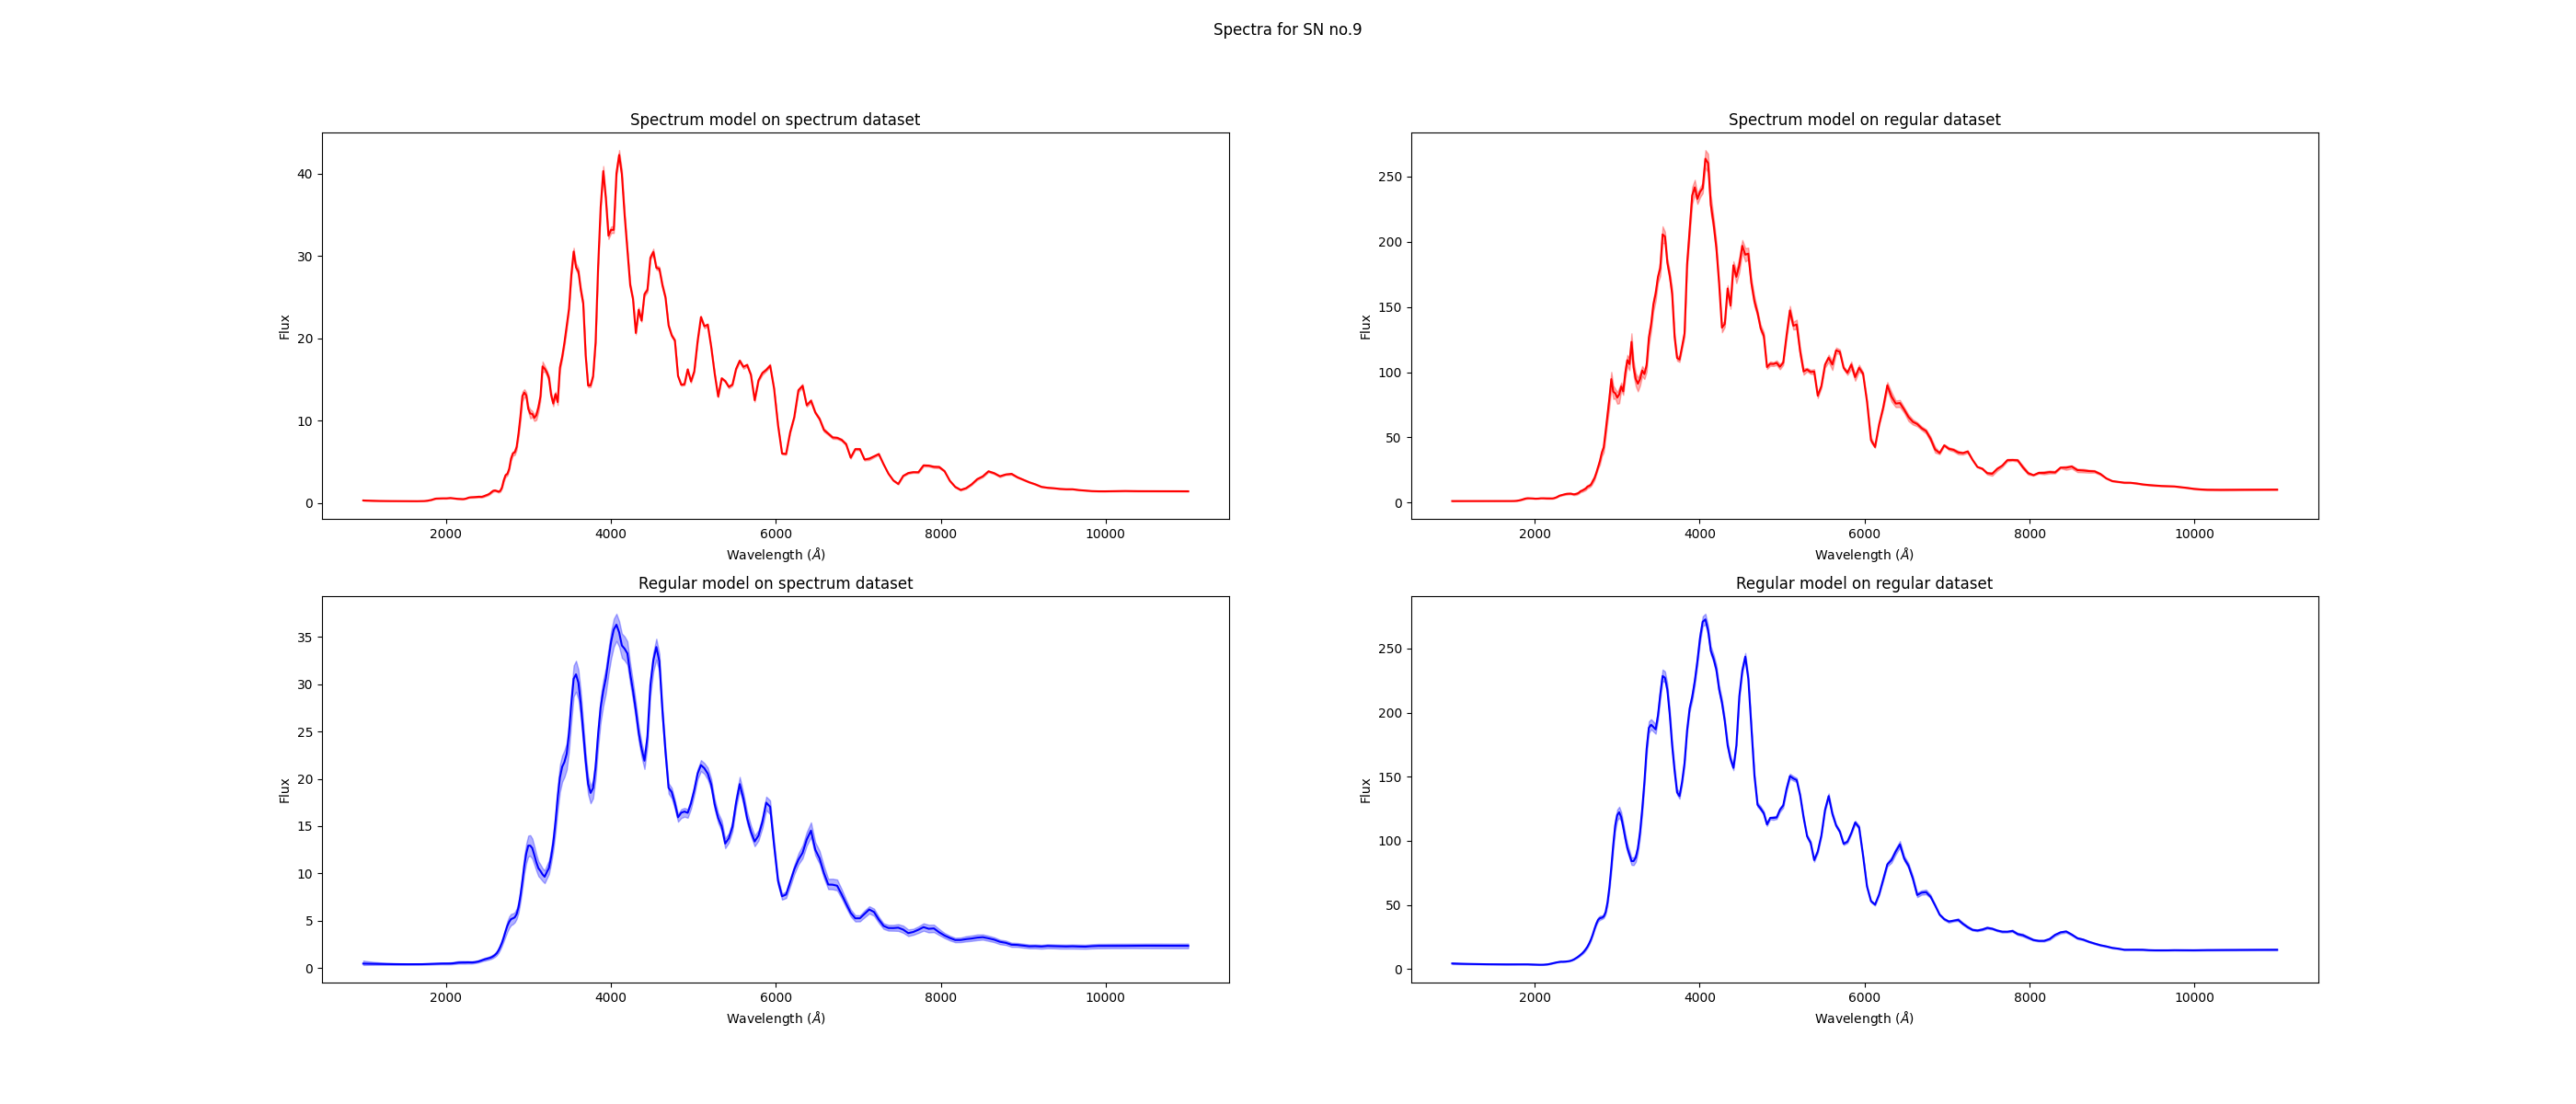 Spectra for SN no.9
Spectrum model on spectrum dataset
Flux
0
10
20
30
40
2000 4000 6000 8000 10000
Wavelength (Å)
Spectrum model on regular dataset
Flux
0
50
100
150
200
250
2000 4000 6000 8000 10000
Wavelength (Å)
Regular model on spectrum dataset
Flux
0
5
10
15
20
25
30
35
2000 4000 6000 8000 10000
Wavelength (Å)
Regular model on regular dataset
Flux
0
50
100
150
200
250
2000 4000 6000 8000 10000
Wavelength (Å)